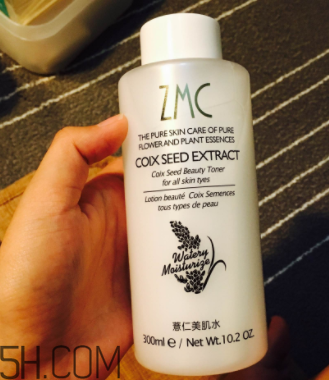 ZMC
THE PURE SKIN CARE OF PURE
FLOWER AND PLANT ESSENCES
COIX SEED EXTRACT
Coix Seed Beauty Toner
for all skin tyes
Lotion beauté Coix Semences
tous types de peau
Watery
Moisturize
薏仁美肌水
300ml e / Net Wt.10.2 OZ.
5H.COM